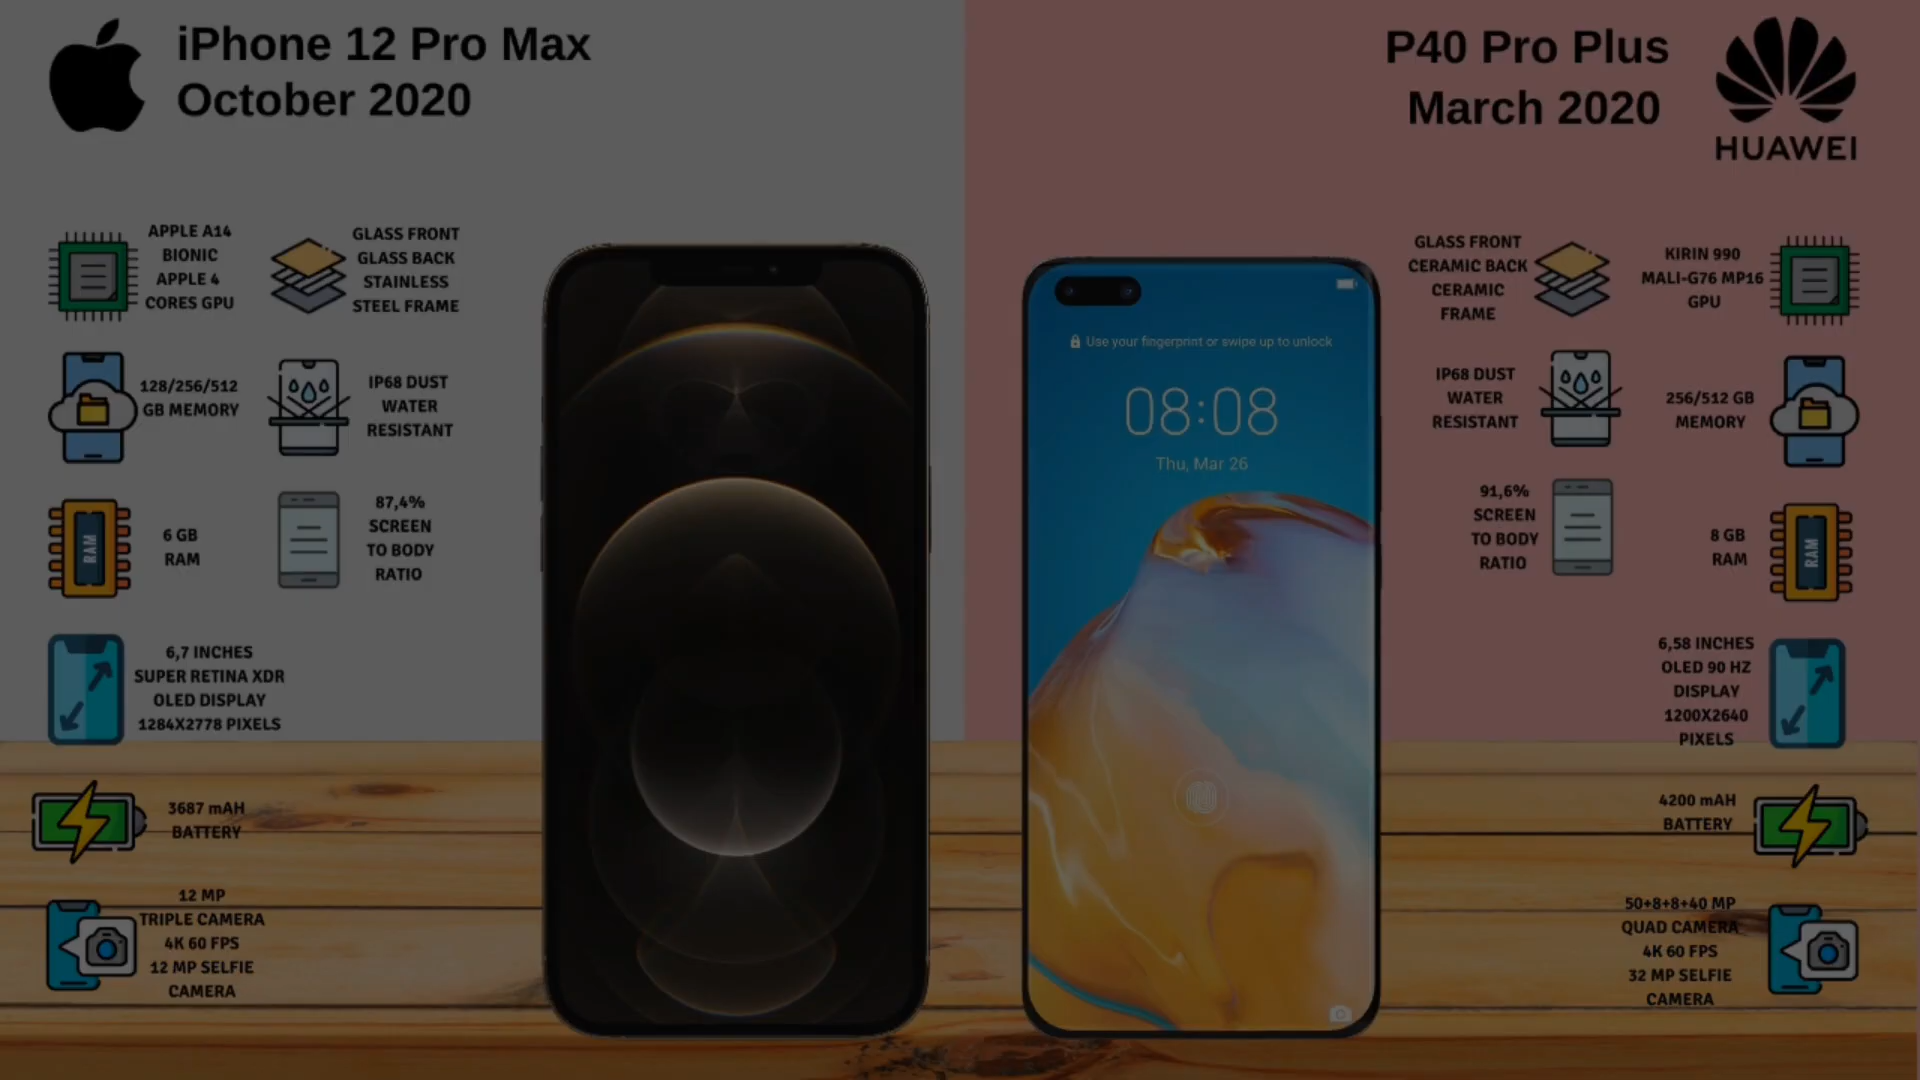 iPhone 12 Pro Max
October 2020
P40 Pro Plus
March 2020
HUAWEI
APPLE A14
BIONIC
APPLE 4
CORES GPU
GLASS FRONT
GLASS BACK
STAINLESS
STEEL FRAME
128/256/512
GB MEMORY
IP68 DUST
WATER
RESISTANT
RAM
6 GB
RAM
87,4%
SCREEN
TO BODY
RATIO
6,7 INCHES
SUPER RETINA XDR
OLED DISPLAY
1284X2778 PIXELS
3687 mAH
BATTERY
12 MP
TRIPLE CAMERA
4K 60 FPS
12 MP SELFIE
CAMERA
Use your fingerprint or swipe up to unlock
08:08
Thu, Mar 26
GLASS FRONT
CERAMIC BACK
CERAMIC
FRAME
KIRIN 990
MALI-G76 MP16
GPU
IP68 DUST
WATER
RESISTANT
256/512 GB
MEMORY
91,6%
SCREEN
TO BODY
RATIO
8 GB
RAM
RAM
6,58 INCHES
OLED 90 HZ
DISPLAY
1200X2640
PIXELS
4200 mAH
BATTERY
50+8+8+40 MP
QUAD CAMERA
4K 60 FPS
32 MP SELFIE
CAMERA